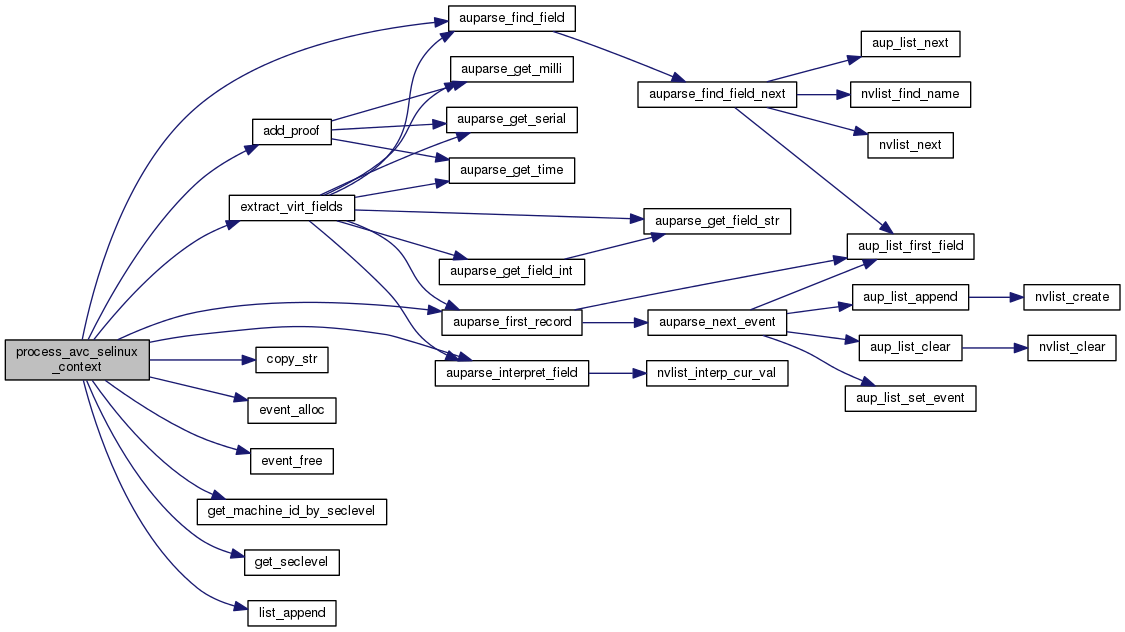 auparse_find_field
aup_list_next
auparse_get_milli
auparse_find_field_next
nvlist_find_name
add_proof
auparse_get_serial
nvlist_next
auparse_get_time
extract_virt_fields
auparse_get_field_str
aup_list_first_field
auparse_get_field_int
aup_list_append
nvlist_create
auparse_first_record
auparse_next_event
process_avc_selinux
_context
copy_str
aup_list_clear
nvlist_clear
auparse_interpret_field
nvlist_interp_cur_val
aup_list_set_event
event_alloc
event_free
get_machine_id_by_seclevel
get_seclevel
list_append